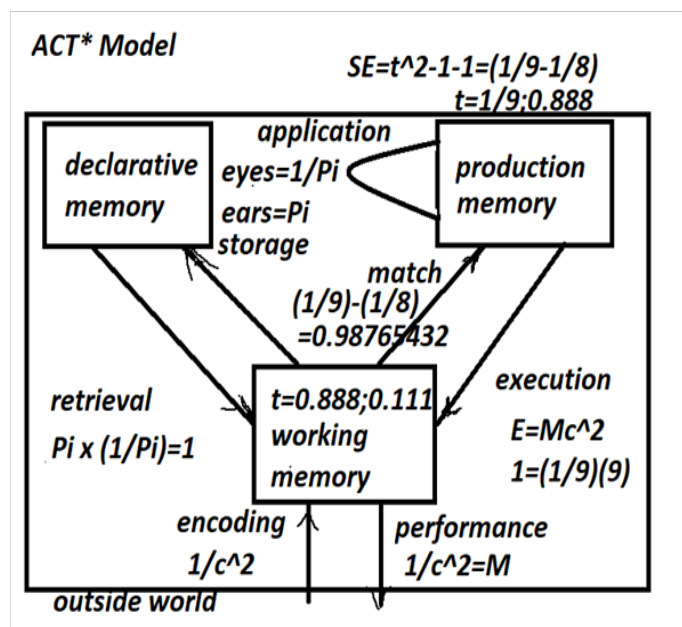 ACT* Model
SE=t^2-1-1=(1/9-1/8)
t=1/9;0.888
application
declarative
memory
eyes=1/Pi
ears=Pi
storage
production
memory
match
(1/9)-(1/8)
=0.98765432
retrieval
Pi x (1/Pi)=1
t=0.888;0.111
working
memory
execution
E=Mc^2
1=(1/9)(9)
encoding
1/c^2
performance
1/c^2=M
outside world